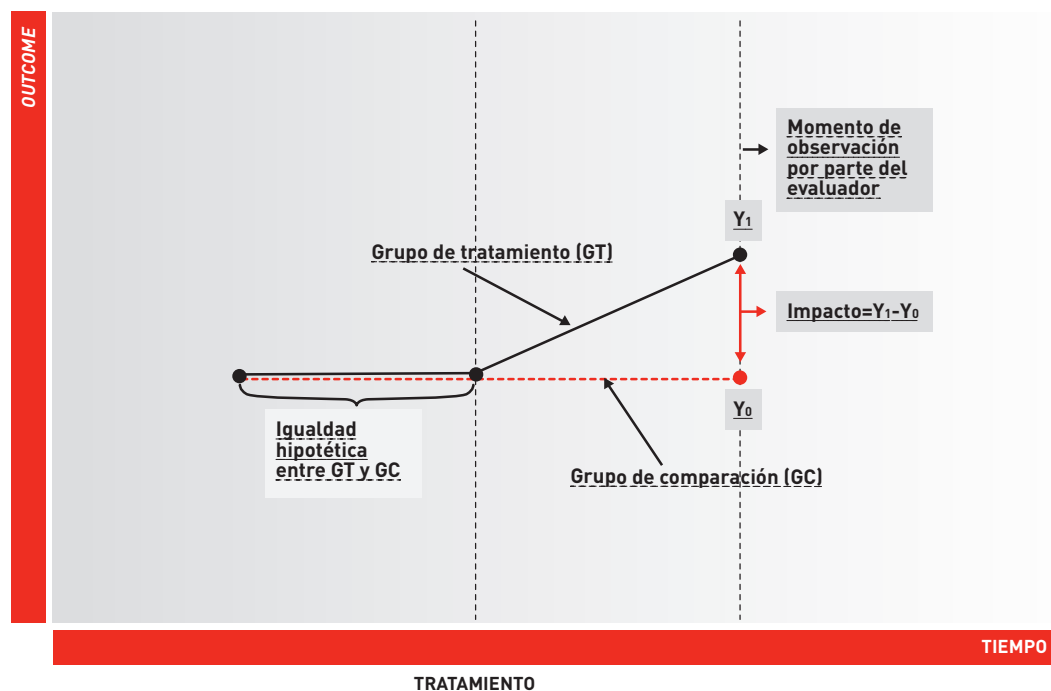 OUTCOME
Momento de
observación
por parte del
evaluador
Y1
Grupo de tratamiento (GT)
Impacto=Y1-Y0
Y0
Igualdad
hipotética
entre GT y GC
Grupo de comparación (GC)
TIEMPO
TRATAMIENTO